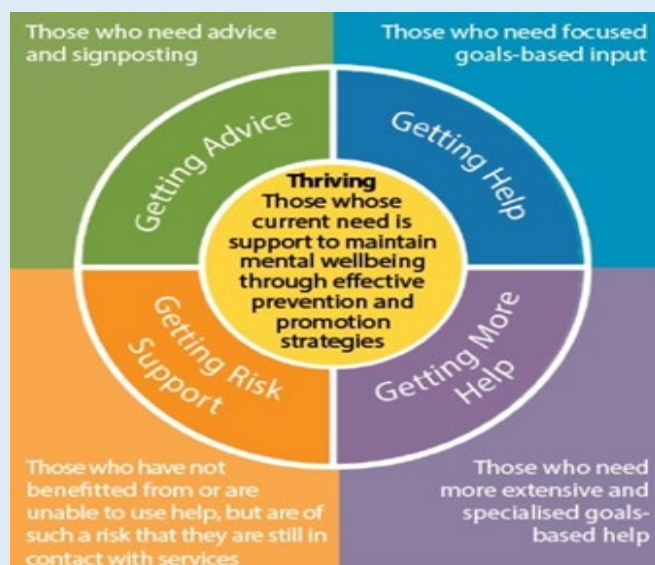 Those who need advice
and signposting
Those who need focused
goals-based input
Getting Advice
Getting Help
Thriving
Those whose
current need is
support to maintain
mental wellbeing
through effective
prevention and
promotion
strategies
Getting Risk
Support
Getting More
Help
Those who have not
benefitted from or are
unable to use help, but are of
such a risk that they are still in
contact with services
Those who need
more extensive and
specialised goals-
based help